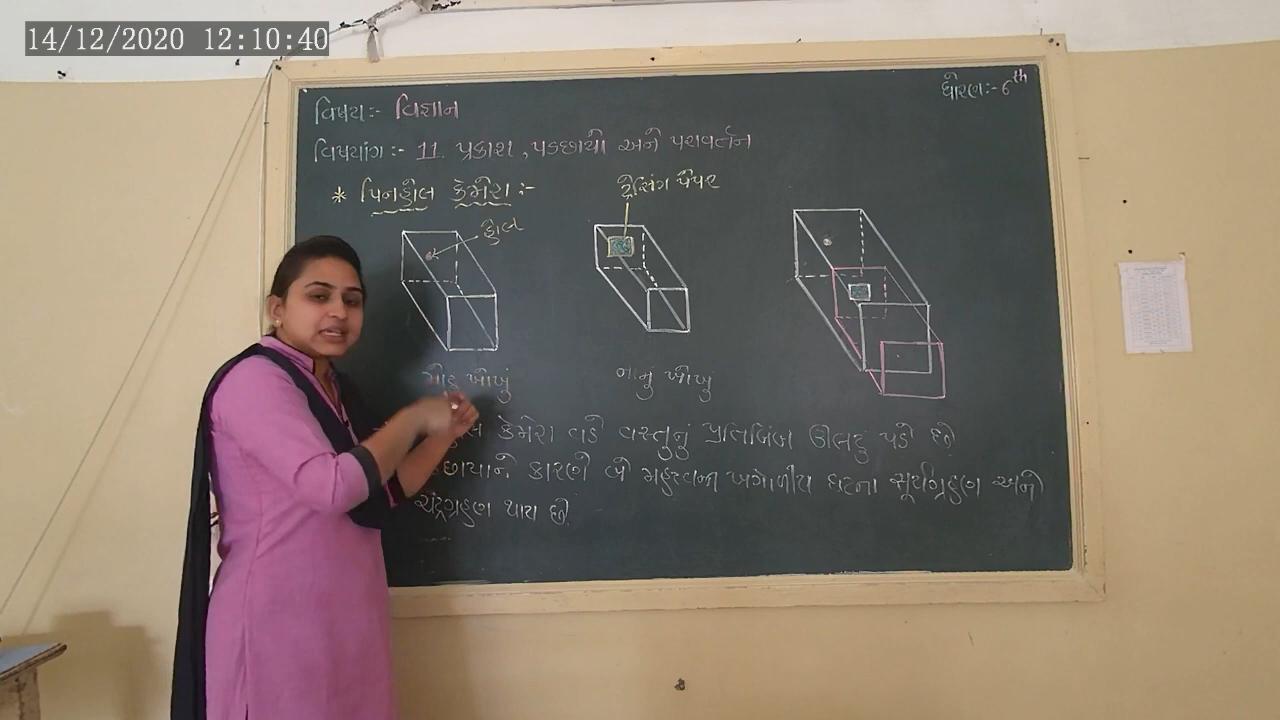 14/12/2020 12:10:40
ધોરણ:- ૬th
વિષય:- વિજ્ઞાન
વિષયાંગ:- 11. પ્રકાશ, પડછાયો અને પરાવર્તન
* પિનહોલ કેમેરા:-
હોલ
ટ્રેસિંગ પેપર
મોટુ ખોખું
નાનુ ખોખું
કેમેરા વડે વસ્તુનું પ્રતિબિંબ ઊલટું પડે છે
કારણે બે મહત્વની ખગોળીય ઘટના સૂર્યગ્રહણ અને
ચંદ્રગ્રહણ થાય છે.